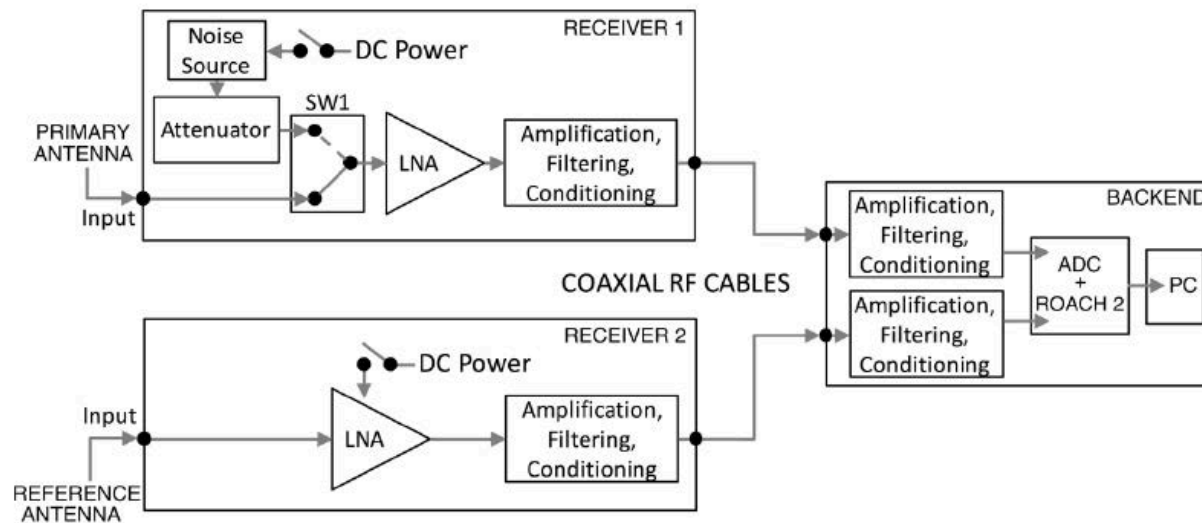 RECEIVER 1
Noise
Source
DC Power
Attenuator
SW1
LNA
Amplification,
Filtering,
Conditioning
PRIMARY
ANTENNA
Input
BACKEND
Amplification,
Filtering,
Conditioning
ADC
+
ROACH 2
PC
COAXIAL RF CABLES
Amplification,
Filtering,
Conditioning
RECEIVER 2
DC Power
Input
LNA
Amplification,
Filtering,
Conditioning
REFERENCE
ANTENNA